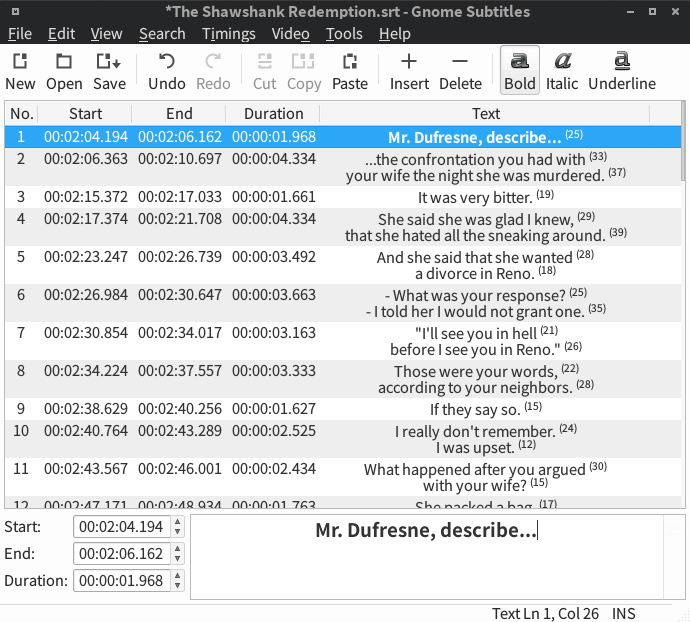 *The Shawshank Redemption.srt - Gnome Subtitles
File Edit View Search Timings Video Tools Help
New Open Save Undo Redo Cut Copy Paste Insert Delete a Bold a Italic a Underline
No. Start End Duration Text
1 00:02:04.194 00:02:06.162 00:00:01.968 Mr. Dufresne, describe... (25)
2 00:02:06.363 00:02:10.697 00:00:04.334 ...the confrontation you had with (33)
your wife the night she was murdered. (37)
3 00:02:15.372 00:02:17.033 00:00:01.661 It was very bitter. (19)
4 00:02:17.374 00:02:21.708 00:00:04.334 She said she was glad I knew, (29)
that she hated all the sneaking around. (39)
5 00:02:23.247 00:02:26.739 00:00:03.492 And she said that she wanted (28)
a divorce in Reno. (18)
6 00:02:26.984 00:02:30.647 00:00:03.663 - What was your response? (25)
- I told her I would not grant one. (35)
7 00:02:30.854 00:02:34.017 00:00:03.163 "I'll see you in hell (21)
before I see you in Reno." (26)
8 00:02:34.224 00:02:37.557 00:00:03.333 Those were your words, (22)
according to your neighbors. (28)
9 00:02:38.629 00:02:40.256 00:00:01.627 If they say so. (15)
10 00:02:40.764 00:02:43.289 00:00:02.525 I really don't remember. (24)
I was upset. (12)
11 00:02:43.567 00:02:46.001 00:00:02.434 What happened after you argued (30)
with your wife? (15)
12 00:02:47.171 00:02:48.934 00:00:01.763 She packed a bag. (17)
Start: 00:02:04.194
Mr. Dufresne, describe...
End: 00:02:06.162
Duration: 00:00:01.968
Text Ln 1, Col 26 INS